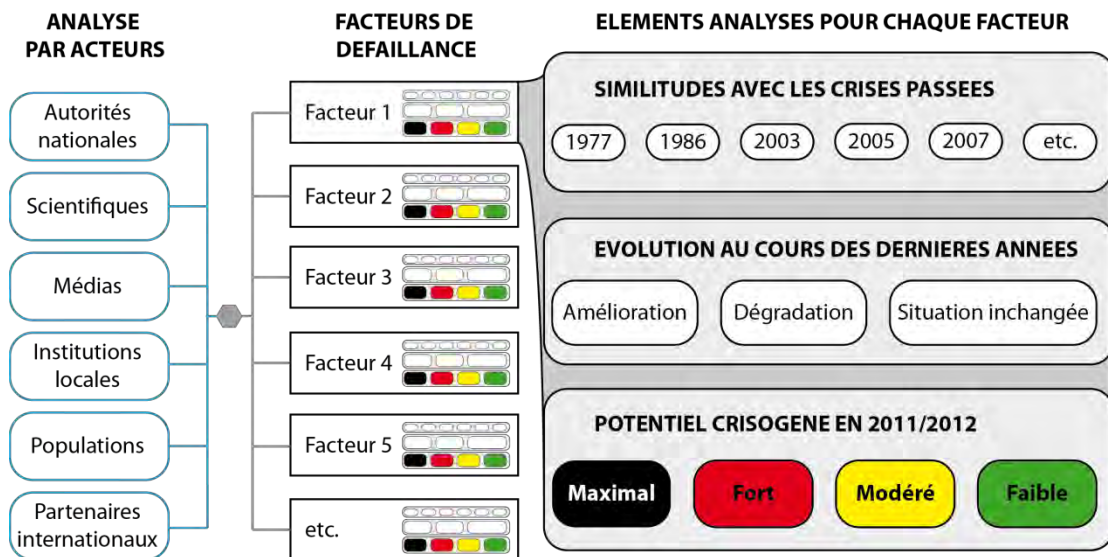 ANALYSE
PAR ACTEURS
Autorités
nationales
Scientifiques
Médias
Institutions
locales
Populations
Partenaires
internationaux
FACTEURS DE
DEFAILLANCE
Facteur 1
Facteur 2
Facteur 3
Facteur 4
Facteur 5
etc.
ELEMENTS ANALYSES POUR CHAQUE FACTEUR
SIMILITUDES AVEC LES CRISES PASSEES
1977 1986 2003 2005 2007 etc.
EVOLUTION AU COURS DES DERNIERES ANNEES
Amélioration Dégradation Situation inchangée
POTENTIEL CRISOGENE EN 2011/2012
Maximal Fort Modéré Faible